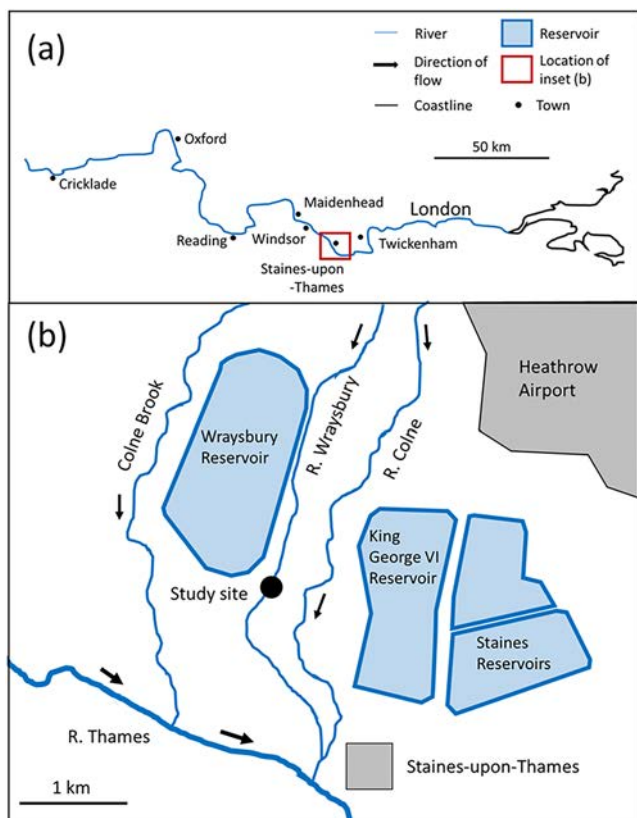 (a)
River
Reservoir
Direction of
flow
Location of
inset (b)
Coastline
Town
50 km
Oxford
Cricklade
Maidenhead
London
Reading
Windsor
Twickenham
Staines-upon
-Thames
(b)
Heathrow
Airport
Colne Brook
Wraysbury
Reservoir
R. Wraysbury
R. Colne
King
George VI
Reservoir
Study site
Staines
Reservoirs
R. Thames
Staines-upon-Thames
1 km